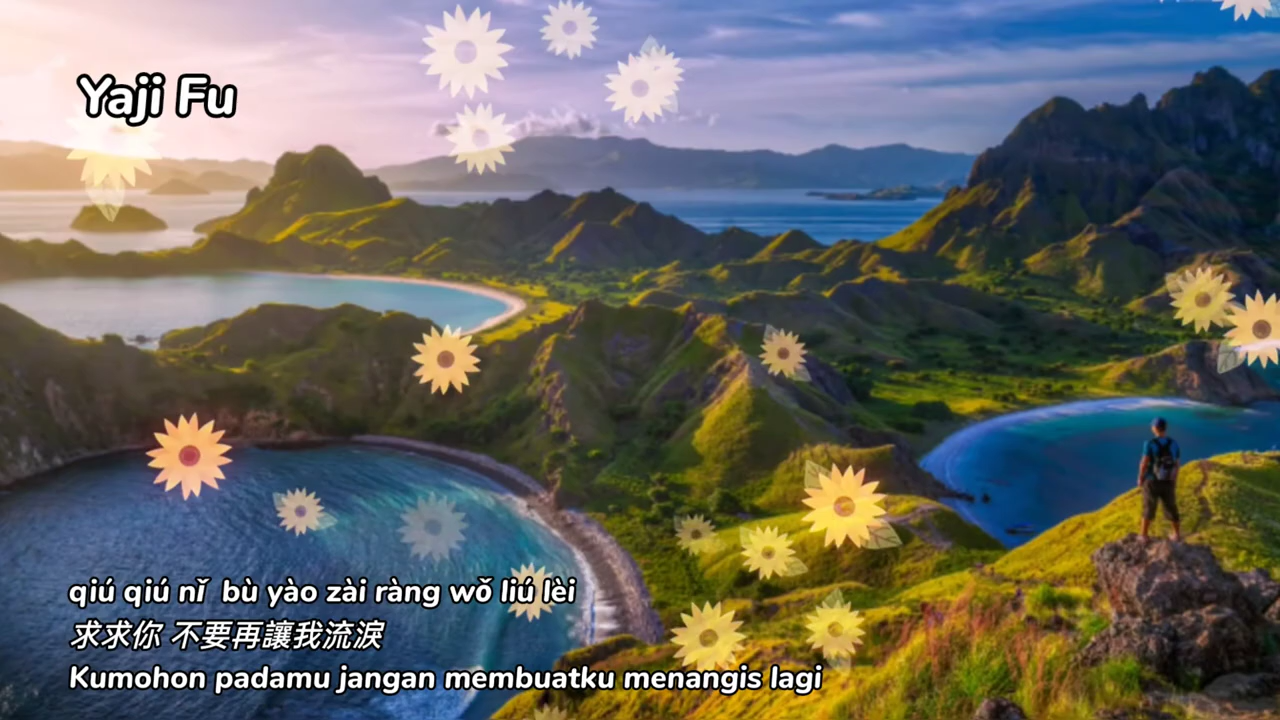 Yaji Fu
qiú qiú nǐ bù yào zài ràng wǒ liú lèi
求求你 不要再讓我流淚
Kumohon padamu jangan membuatku menangis lagi